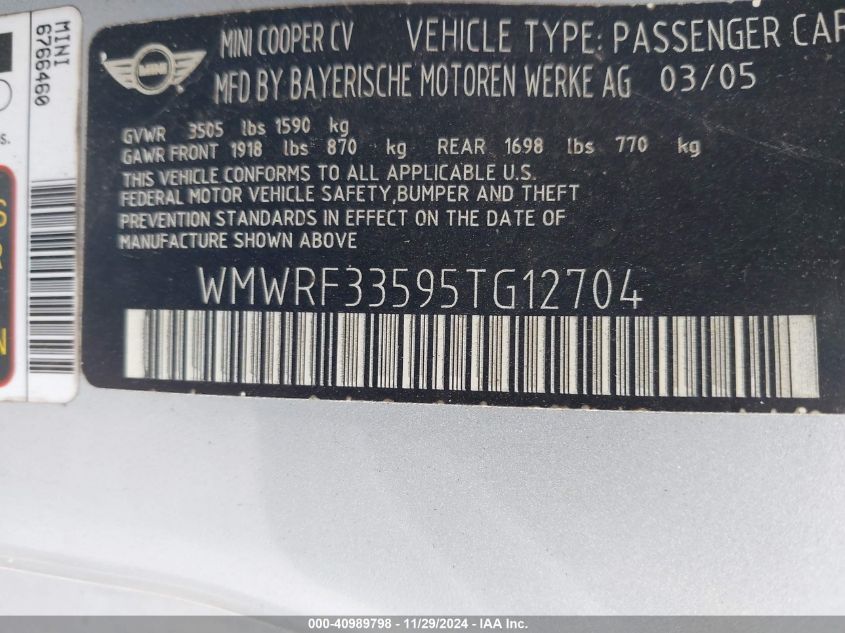 MINI
6766460
s.
S
R
N
MINI
MINI COOPER CV VEHICLE TYPE: PASSENGER CAR
MFD BY BAYERISCHE MOTOREN WERKE AG 03/05
GVWR 3505 lbs 1590 kg
GAWR FRONT 1918 lbs 870 kg REAR 1698 lbs 770 kg
THIS VEHICLE CONFORMS TO ALL APPLICABLE U.S.
FEDERAL MOTOR VEHICLE SAFETY,BUMPER AND THEFT
PREVENTION STANDARDS IN EFFECT ON THE DATE OF
MANUFACTURE SHOWN ABOVE
WMWRF33595TG12704
000-40989798 - 11/29/2024 - IAA Inc.